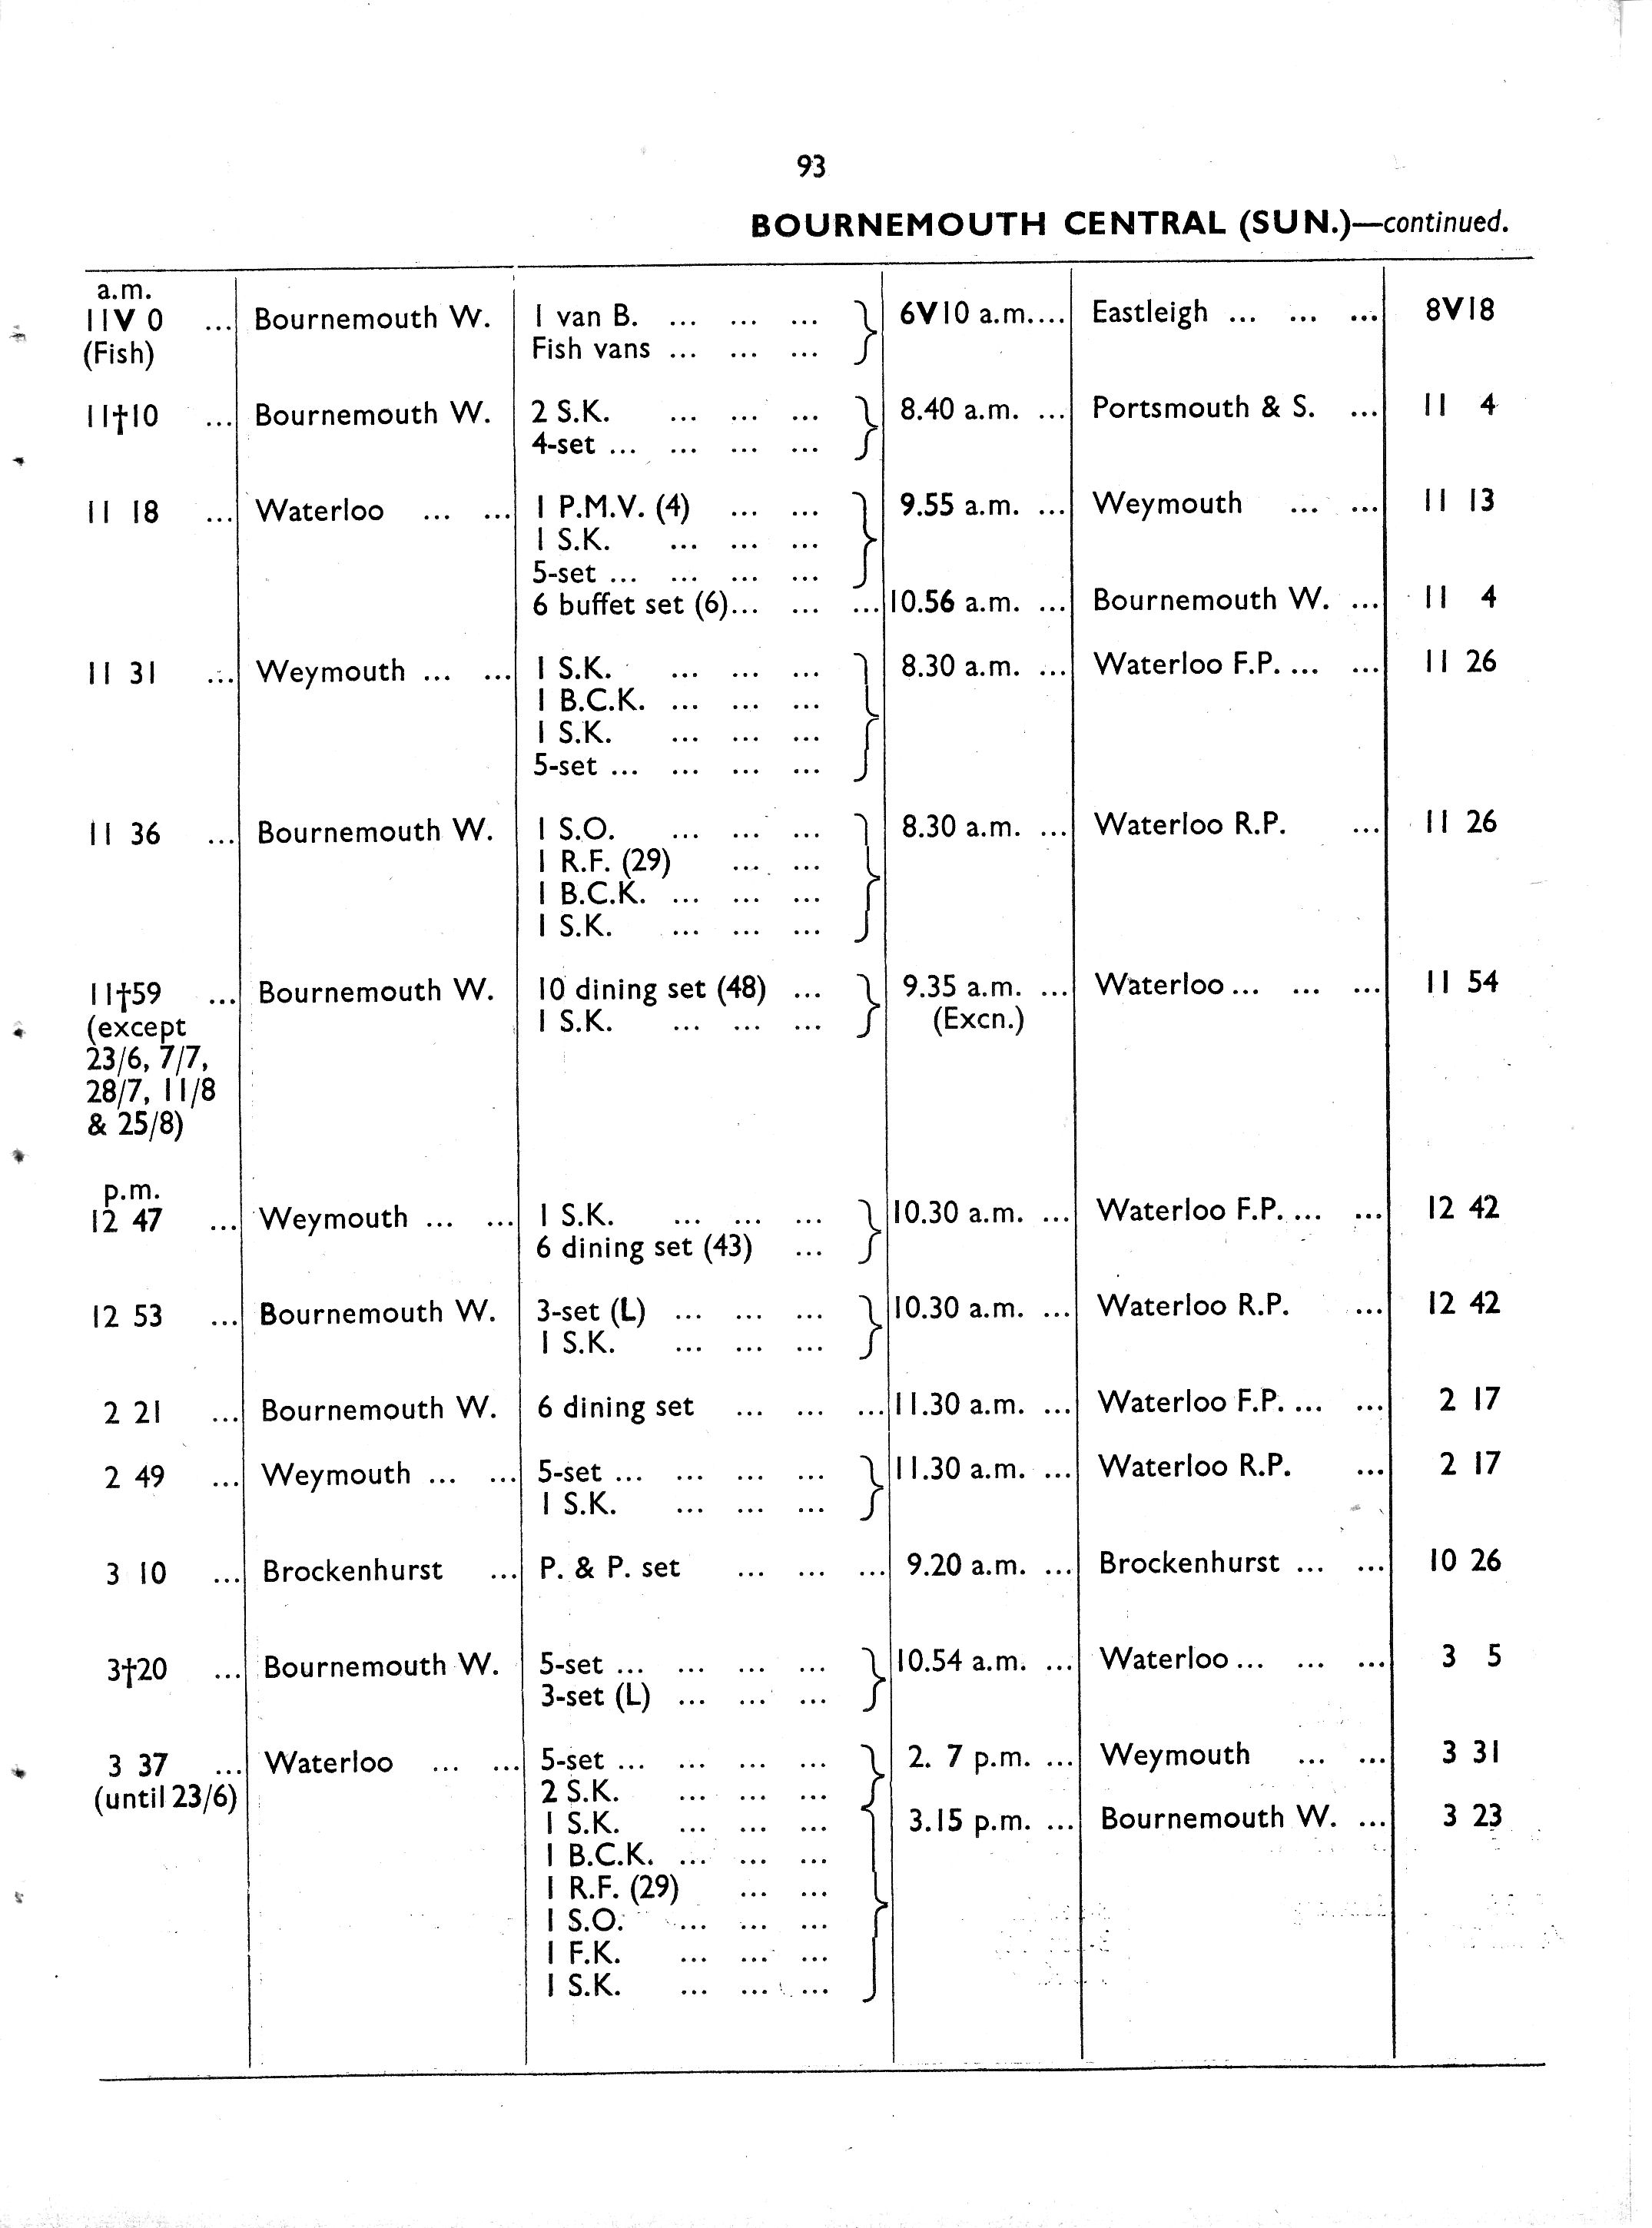 93
BOURNEMOUTH CENTRAL (SUN.)—continued.
a.m.
11V 0 ... Bournemouth W. 1 van B. ... ... ... 6V10 a.m.... Eastleigh ... ... ... 8V18
(Fish) Fish vans ... ... ...
11†10 ... Bournemouth W. 2 S.K. ... ... ... 8.40 a.m. ... Portsmouth & S. ... 11 4
4-set ... ... ... ...
11 18 ... Waterloo ... ... 1 P.M.V. (4) ... ... 9.55 a.m. ... Weymouth ... ... 11 13
1 S.K. ... ... ...
5-set ... ... ... ...
6 buffet set (6)... ... ... 10.56 a.m. ... Bournemouth W. ... 11 4
11 31 ... Weymouth ... ... 1 S.K. ... ... ... 8.30 a.m. ... Waterloo F.P. ... ... 11 26
1 B.C.K. ... ... ...
1 S.K. ... ... ...
5-set ... ... ... ...
11 36 ... Bournemouth W. 1 S.O. ... ... ... 8.30 a.m. ... Waterloo R.P. ... 11 26
1 R.F. (29) ... ...
1 B.C.K. ... ... ...
1 S.K. ... ... ...
11†59 ... Bournemouth W. 10 dining set (48) ... 9.35 a.m. ... Waterloo ... ... ... 11 54
(except 1 S.K. ... ... ... (Excn.)
23/6, 7/7,
28/7, 11/8
& 25/8)
p.m.
12 47 ... Weymouth ... ... 1 S.K. ... ... ... 10.30 a.m. ... Waterloo F.P. ... ... 12 42
6 dining set (43) ...
12 53 ... Bournemouth W. 3-set (L) ... ... ... 10.30 a.m. ... Waterloo R.P. ... 12 42
1 S.K. ... ... ...
2 21 ... Bournemouth W. 6 dining set ... ... ... 11.30 a.m. ... Waterloo F.P. ... ... 2 17
2 49 ... Weymouth ... ... 5-set ... ... ... ... 11.30 a.m. ... Waterloo R.P. ... 2 17
1 S.K. ... ... ...
3 10 ... Brockenhurst ... P. & P. set ... ... ... 9.20 a.m. ... Brockenhurst ... ... 10 26
3†20 ... Bournemouth W. 5-set ... ... ... ... 10.54 a.m. ... Waterloo ... ... ... 3 5
3-set (L) ... ... ...
3 37 ... Waterloo ... ... 5-set ... ... ... ... 2. 7 p.m. ... Weymouth ... ... 3 31
(until 23/6) 2 S.K. ... ... ...
1 S.K. ... ... ... 3.15 p.m. ... Bournemouth W. ... 3 23
1 B.C.K. ... ... ...
1 R.F. (29) ... ...
1 S.O. ... ... ...
1 F.K. ... ... ...
1 S.K. ... ... ...